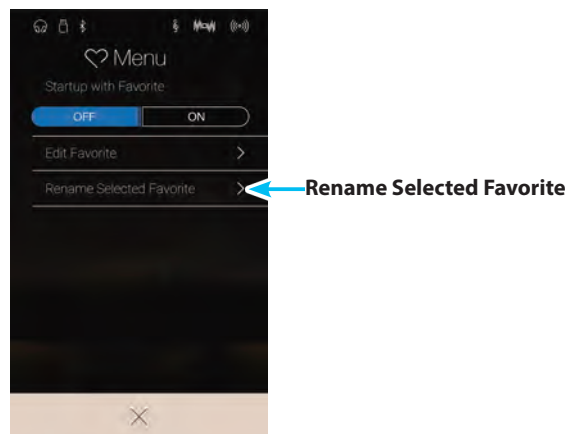 Menu
Startup with Favorite
OFF ON
Edit Favorite
Rename Selected Favorite
Rename Selected Favorite